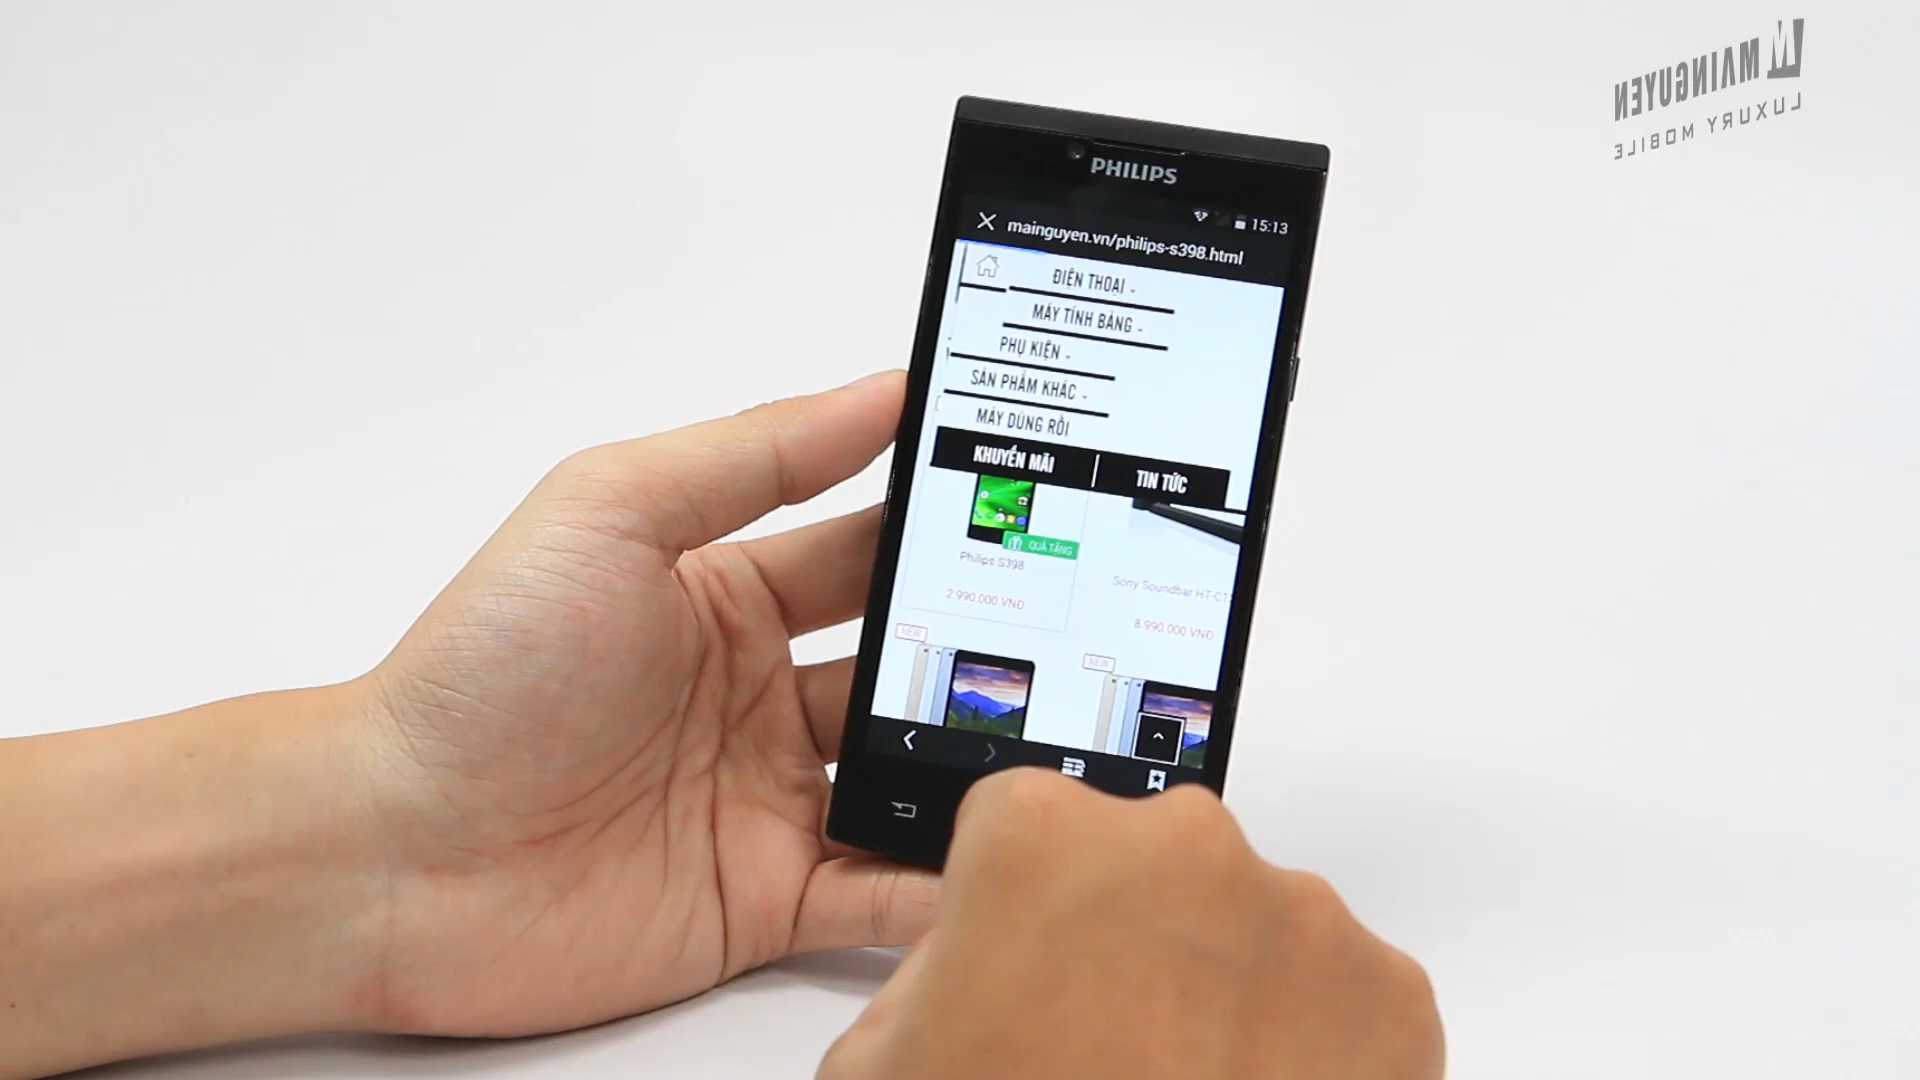 MAINGUYEN
LUXURY MOBILE
PHILIPS
15:13
mainguyen.vn/philips-s398.html
ĐIỆN THOẠI
MÁY TÍNH BẢNG
PHỤ KIỆN
SẢN PHẨM KHÁC
MÁY DÙNG RỒI
KHUYẾN MÃI
TIN TỨC
QUÀ TẶNG
Philips S398
2.990.000 VNĐ
Sony Soundbar HT-CT
8.990.000 VNĐ
NEW
NEW